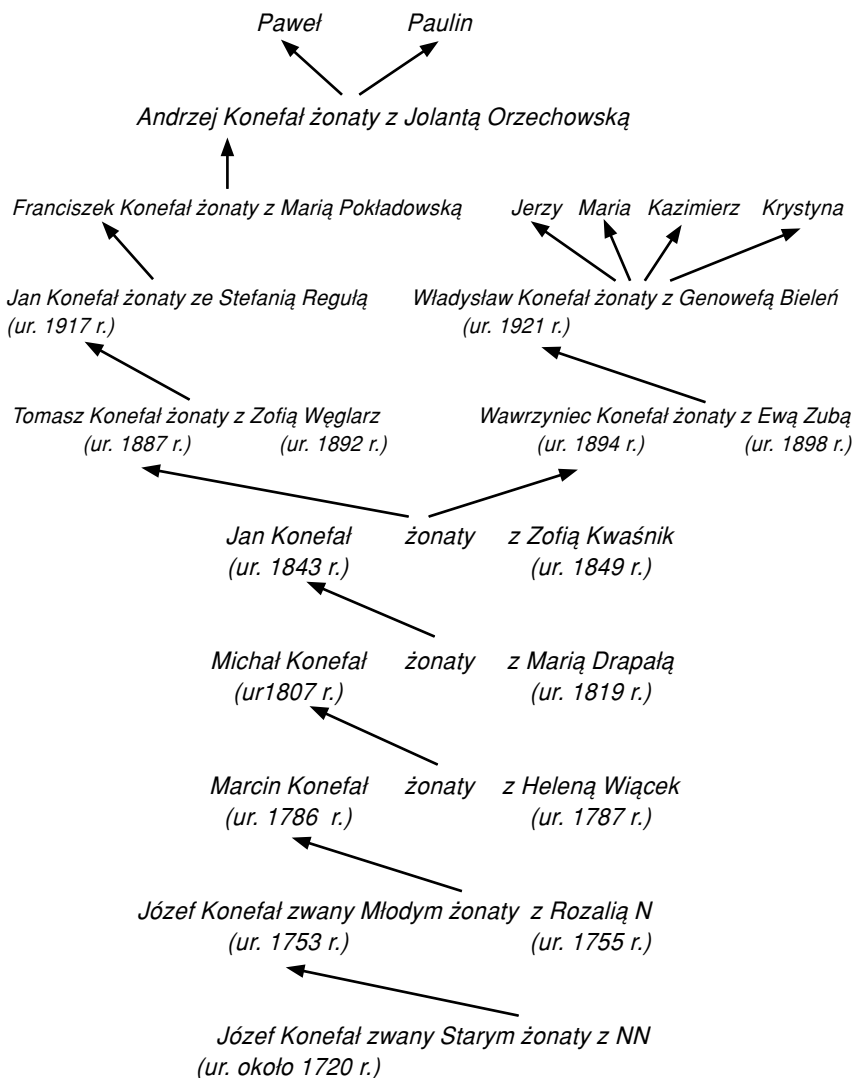 Paweł Paulin
Andrzej Konefał żonaty z Jolantą Orzechowską
Franciszek Konefał żonaty z Marią Pokładowską Jerzy Maria Kazimierz Krystyna
Jan Konefał żonaty ze Stefanią Regułą Władysław Konefał żonaty z Genowefą Bieleń
(ur. 1917 r.) (ur. 1921 r.)
Tomasz Konefał żonaty z Zofią Węglarz Wawrzyniec Konefał żonaty z Ewą Zubą
(ur. 1887 r.) (ur. 1892 r.) (ur. 1894 r.) (ur. 1898 r.)
Jan Konefał żonaty z Zofią Kwaśnik
(ur. 1843 r.) (ur. 1849 r.)
Michał Konefał żonaty z Marią Drapałą
(ur1807 r.) (ur. 1819 r.)
Marcin Konefał żonaty z Heleną Wiącek
(ur. 1786 r.) (ur. 1787 r.)
Józef Konefał zwany Młodym żonaty z Rozalią N
(ur. 1753 r.) (ur. 1755 r.)
Józef Konefał zwany Starym żonaty z NN
(ur. około 1720 r.)